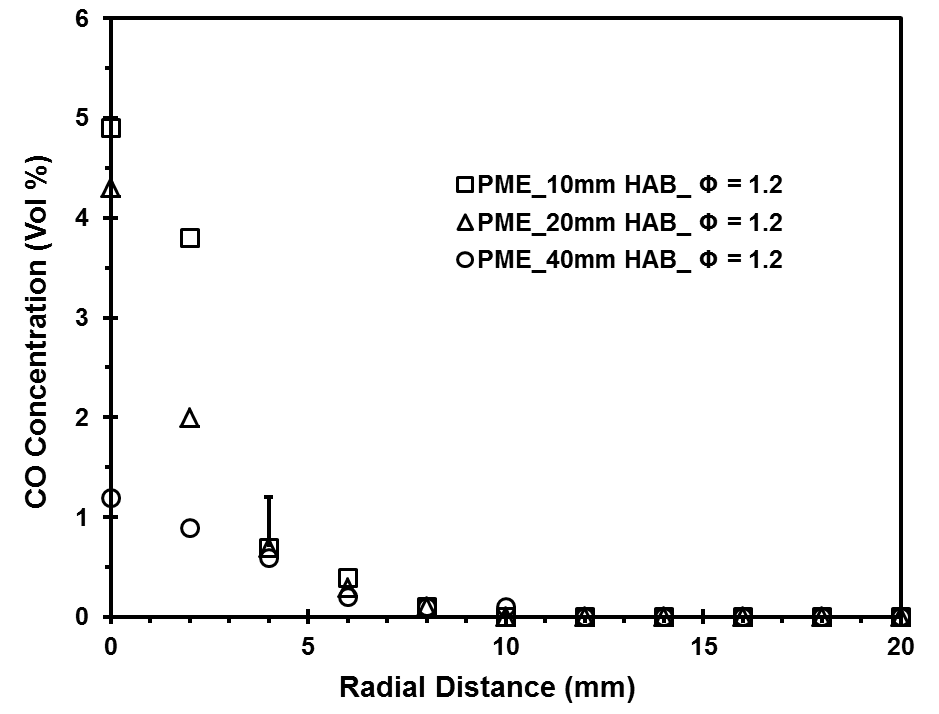 6
5
4
3
2
1
0
CO Concentration (Vol %)
PME_10mm HAB_ Φ = 1.2
PME_20mm HAB_ Φ = 1.2
PME_40mm HAB_ Φ = 1.2
0 5 10 15 20
Radial Distance (mm)